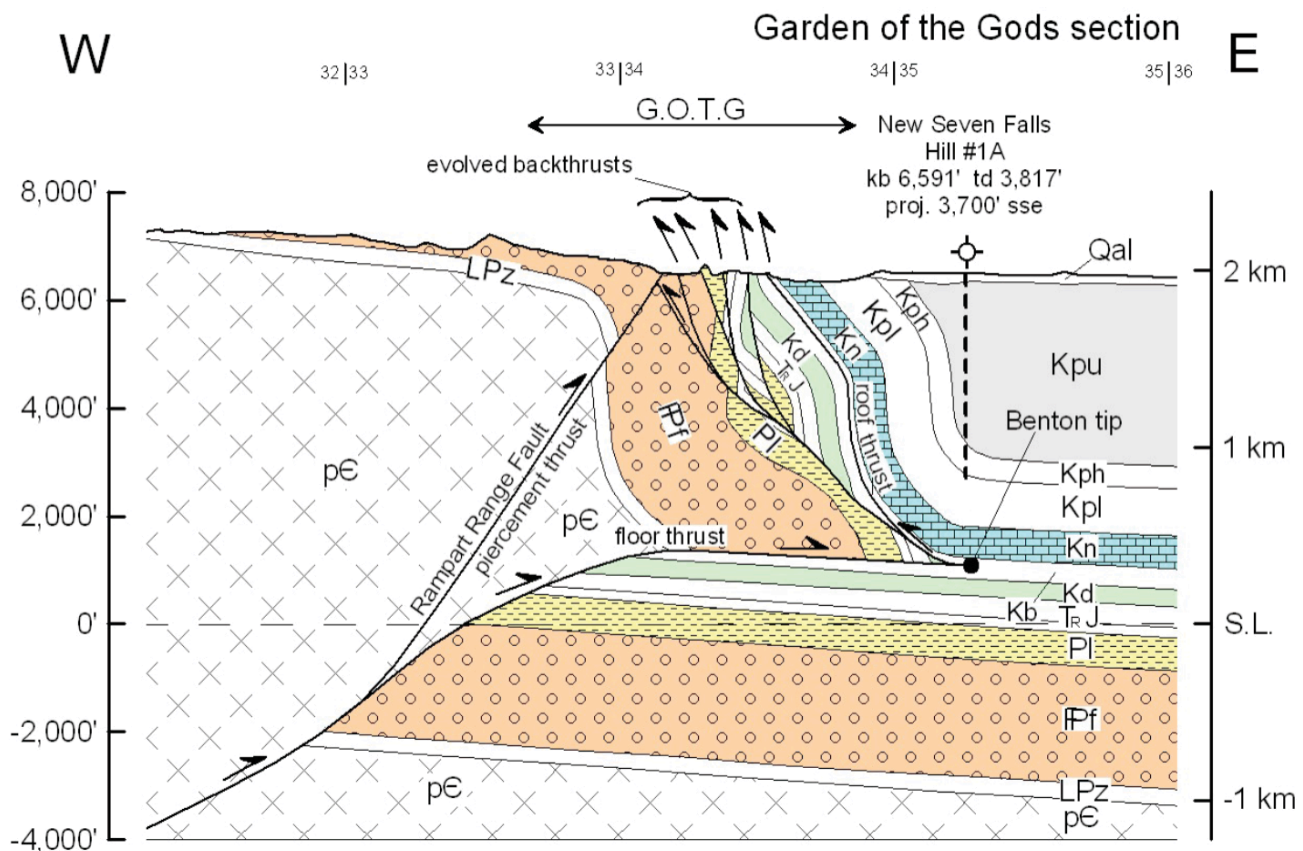 Garden of the Gods section
W
E
32|33
33|34
34|35
35|36
G.O.T.G
evolved backthrusts
New Seven Falls
Hill #1A
kb 6,591' td 3,817'
proj. 3,700' sse
8,000'
6,000'
4,000'
2,000'
0'
-2,000'
-4,000'
2 km
1 km
S.L.
-1 km
Qal
LPz
Kph
Kpl
Kn
Kd
TRJ
Kpu
Benton tip
roof thrust
PPf
Pl
pЄ
Rampart Range Fault
piercement thrust
pЄ
floor thrust
Kph
Kpl
Kn
Kd
Kb
TRJ
Pl
PPf
LPz
pЄ
pЄ